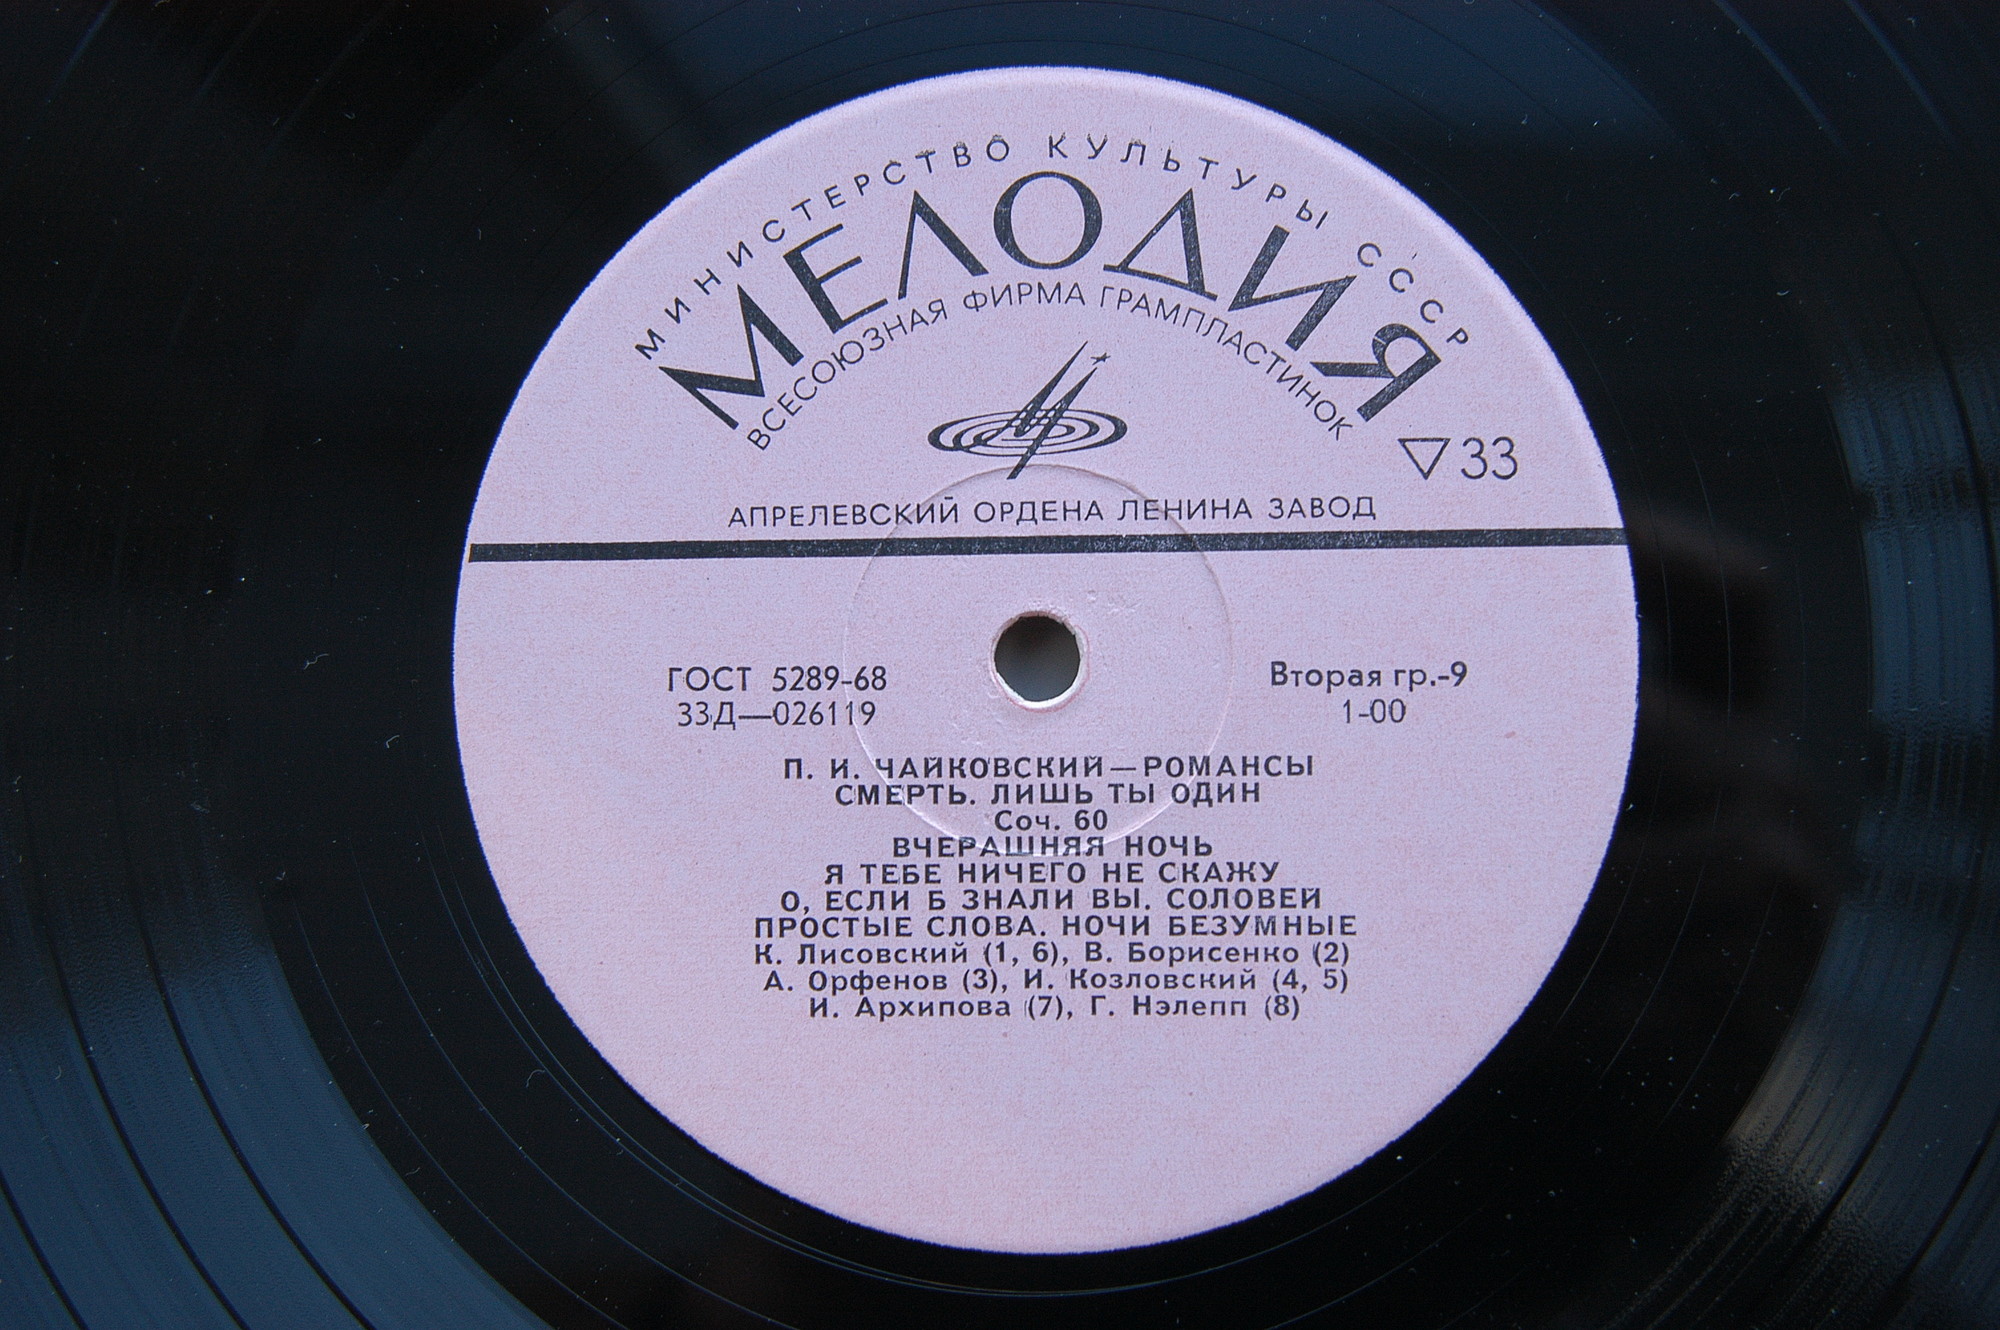 МИНИСТЕРСТВО КУЛЬТУРЫ СССР
МЕЛОДИЯ
ВСЕСОЮЗНАЯ ФИРМА ГРАМПЛАСТИНОК
▽33
АПРЕЛЕВСКИЙ ОРДЕНА ЛЕНИНА ЗАВОД
ГОСТ 5289-68
33Д—026119
Вторая гр.-9
1-00
П. И. ЧАЙКОВСКИЙ—РОМАНСЫ
СМЕРТЬ. ЛИШЬ ТЫ ОДИН
Соч. 60
ВЧЕРАШНЯЯ НОЧЬ
Я ТЕБЕ НИЧЕГО НЕ СКАЖУ
О, ЕСЛИ Б ЗНАЛИ ВЫ. СОЛОВЕЙ
ПРОСТЫЕ СЛОВА. НОЧИ БЕЗУМНЫЕ
К. Лисовский (1, 6), В. Борисенко (2)
А. Орфенов (3), И. Козловский (4, 5)
И. Архипова (7), Г. Нэлепп (8)